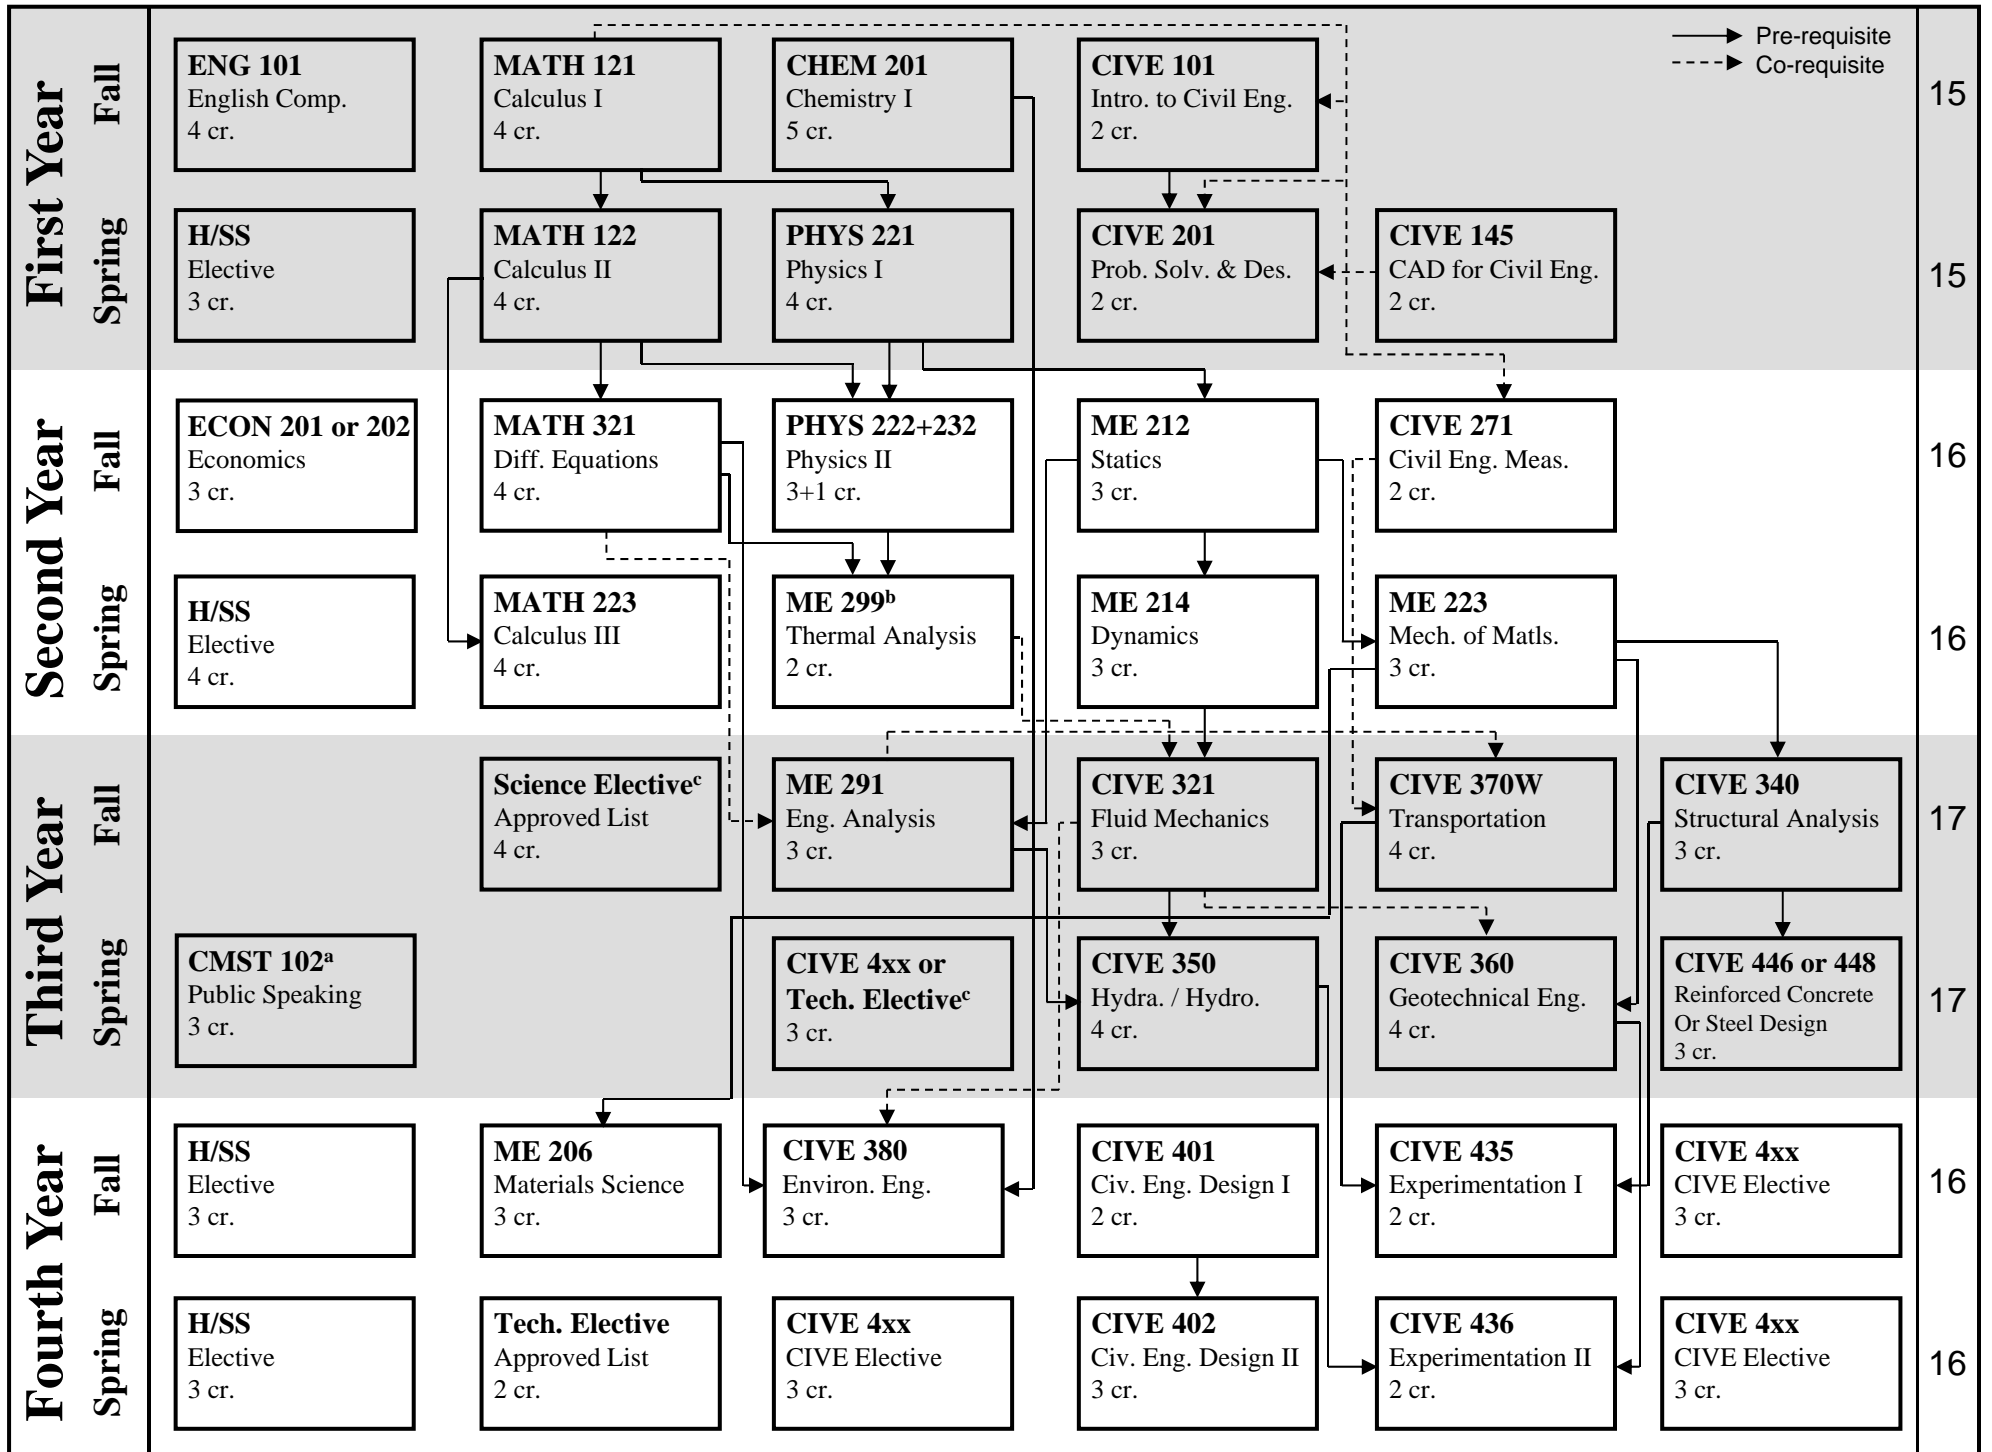 Pre-requisite
Co-requisite
First Year
Fall
ENG 101
English Comp.
4 cr.
MATH 121
Calculus I
4 cr.
CHEM 201
Chemistry I
5 cr.
CIVE 101
Intro. to Civil Eng.
2 cr.
15
Spring
H/SS
Elective
3 cr.
MATH 122
Calculus II
4 cr.
PHYS 221
Physics I
4 cr.
CIVE 201
Prob. Solv. & Des.
2 cr.
CIVE 145
CAD for Civil Eng.
2 cr.
15
Second Year
Fall
ECON 201 or 202
Economics
3 cr.
MATH 321
Diff. Equations
4 cr.
PHYS 222+232
Physics II
3+1 cr.
ME 212
Statics
3 cr.
CIVE 271
Civil Eng. Meas.
2 cr.
16
Spring
H/SS
Elective
4 cr.
MATH 223
Calculus III
4 cr.
ME 299ᵇ
Thermal Analysis
2 cr.
ME 214
Dynamics
3 cr.
ME 223
Mech. of Matls.
3 cr.
16
Third Year
Fall
Science Electiveᶜ
Approved List
4 cr.
ME 291
Eng. Analysis
3 cr.
CIVE 321
Fluid Mechanics
3 cr.
CIVE 370W
Transportation
4 cr.
CIVE 340
Structural Analysis
3 cr.
17
Spring
CMST 102ᵃ
Public Speaking
3 cr.
CIVE 4xx or
Tech. Electiveᶜ
3 cr.
CIVE 350
Hydra. / Hydro.
4 cr.
CIVE 360
Geotechnical Eng.
4 cr.
CIVE 446 or 448
Reinforced Concrete
Or Steel Design
3 cr.
17
Fourth Year
Fall
H/SS
Elective
3 cr.
ME 206
Materials Science
3 cr.
CIVE 380
Environ. Eng.
3 cr.
CIVE 401
Civ. Eng. Design I
2 cr.
CIVE 435
Experimentation I
2 cr.
CIVE 4xx
CIVE Elective
3 cr.
16
Spring
H/SS
Elective
3 cr.
Tech. Elective
Approved List
2 cr.
CIVE 4xx
CIVE Elective
3 cr.
CIVE 402
Civ. Eng. Design II
3 cr.
CIVE 436
Experimentation II
2 cr.
CIVE 4xx
CIVE Elective
3 cr.
16